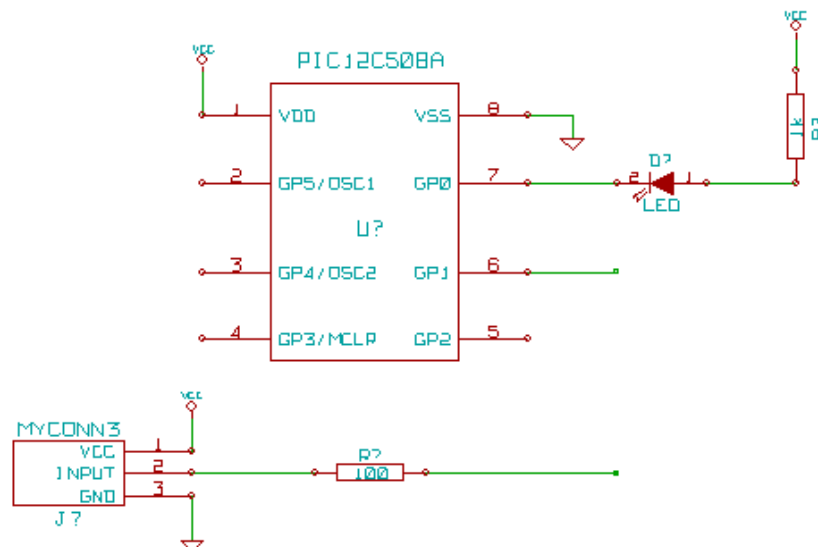 VCC
VCC
PIC12C508A
1 VDD VSS 8
1k
R?
D?
2 GP5/OSC1 GP0 7 2 1
LED
U?
3 GP4/OSC2 GP1 6
4 GP3/MCLR GP2 5
VCC
MYCONN3
VCC 1
R?
INPUT 2 100
GND 3
J?